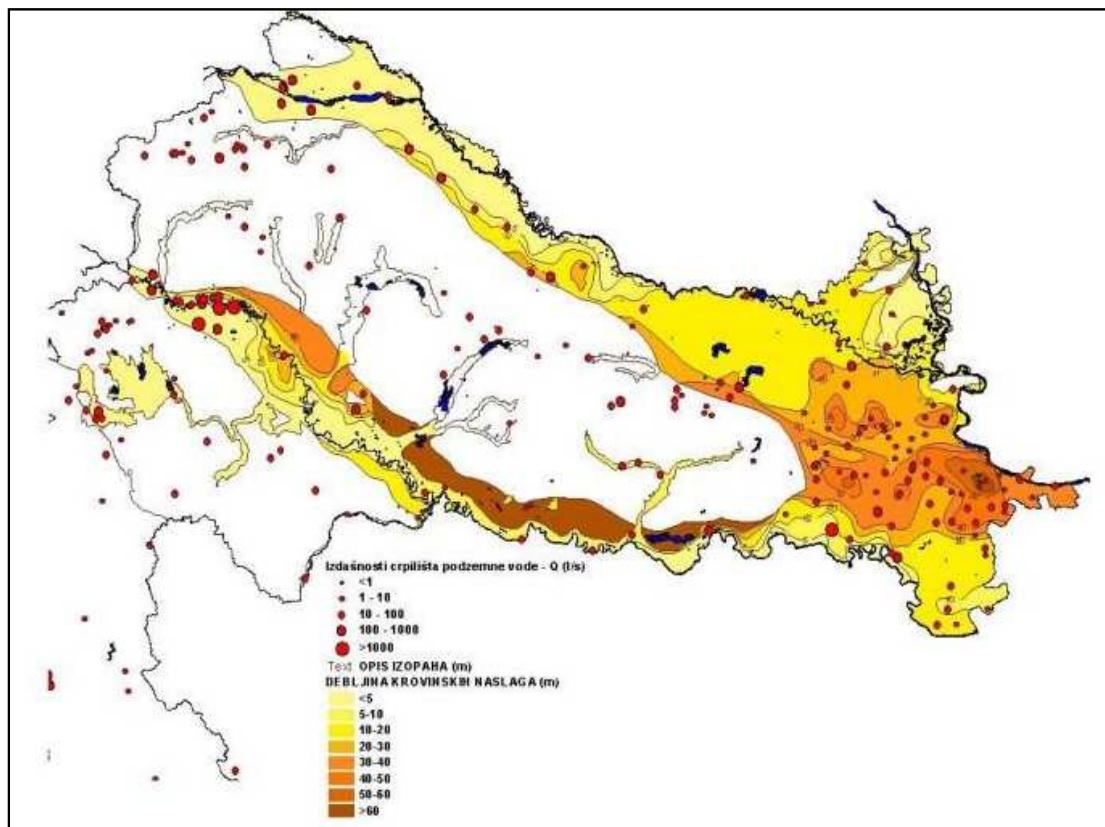 Izdašnosti crpilišta podzemne vode - Q (l/s)
<1
1 - 10
10 - 100
100 - 1000
>1000
Text OPIS IZOPAHA (m)
DEBLJINA KROVINSKIH NASLAGA (m)
<5
5-10
10-20
20-30
30-40
40-50
50-60
>60